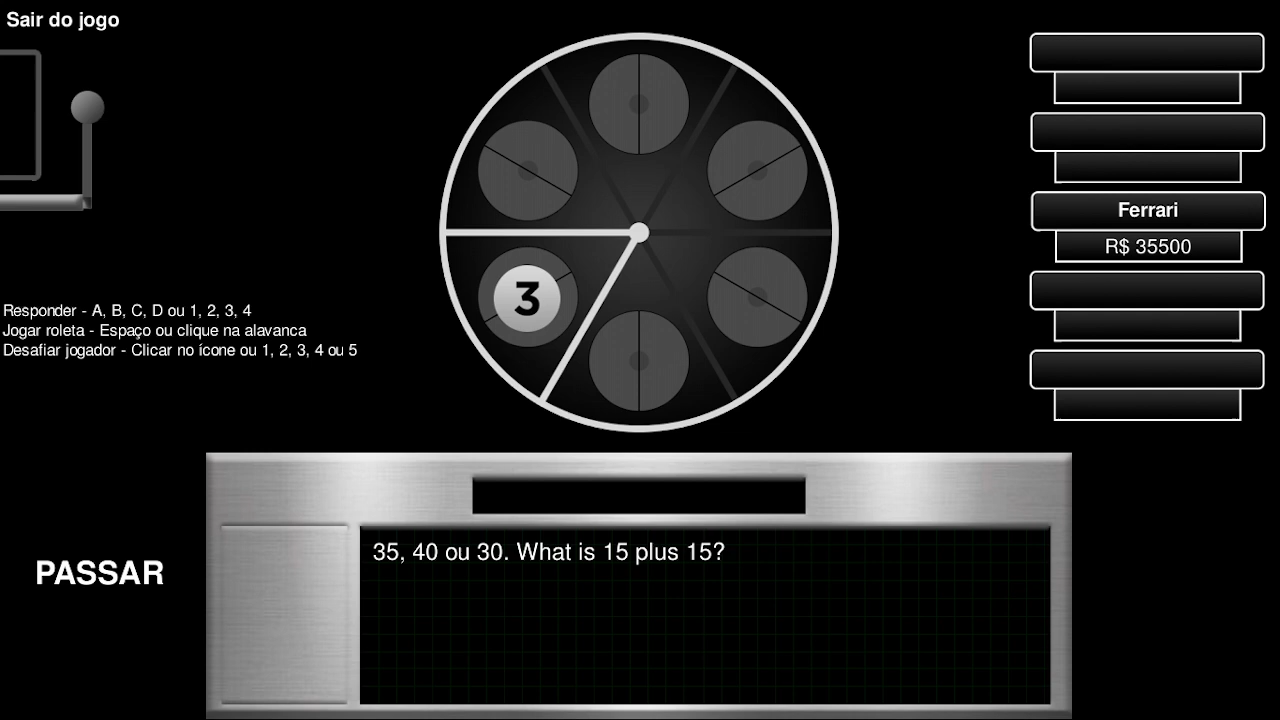 Sair do jogo
3
Ferrari
R$ 35500
Responder - A, B, C, D ou 1, 2, 3, 4
Jogar roleta - Espaço ou clique na alavanca
Desafiar jogador - Clicar no ícone ou 1, 2, 3, 4 ou 5
35, 40 ou 30. What is 15 plus 15?
PASSAR